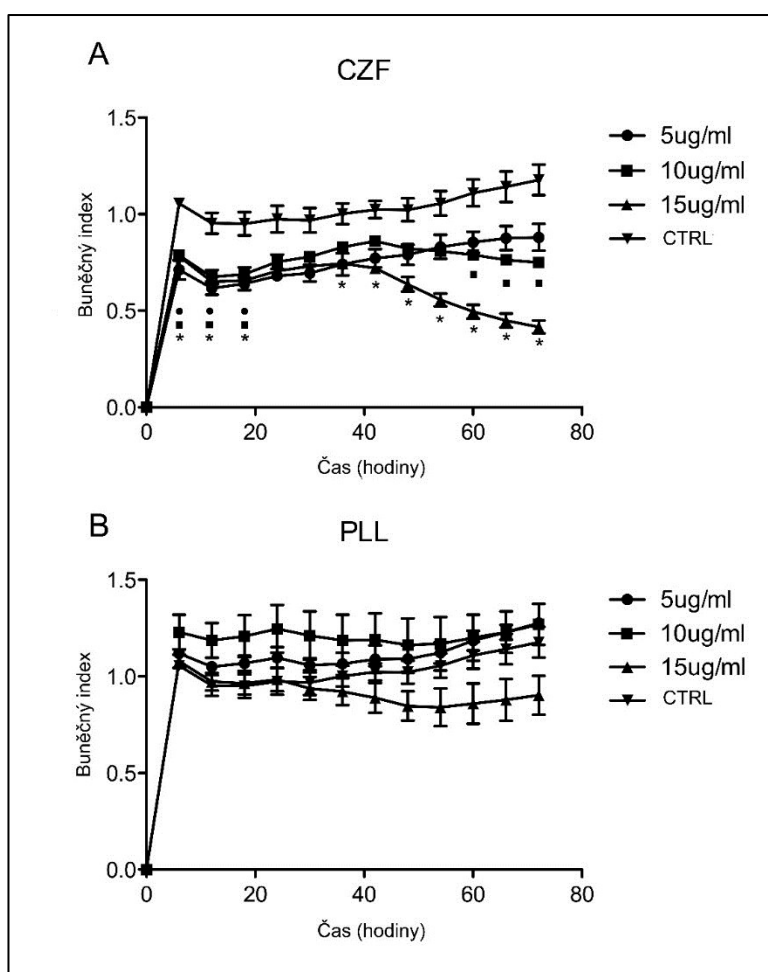 A
CZF
Buněčný index
1.5
1.0
0.5
0.0
0
20
40
60
80
Čas (hodiny)
5ug/ml
10ug/ml
15ug/ml
CTRL
* * * * * * * * * *
B
PLL
Buněčný index
1.5
1.0
0.5
0.0
0
20
40
60
80
Čas (hodiny)
5ug/ml
10ug/ml
15ug/ml
CTRL